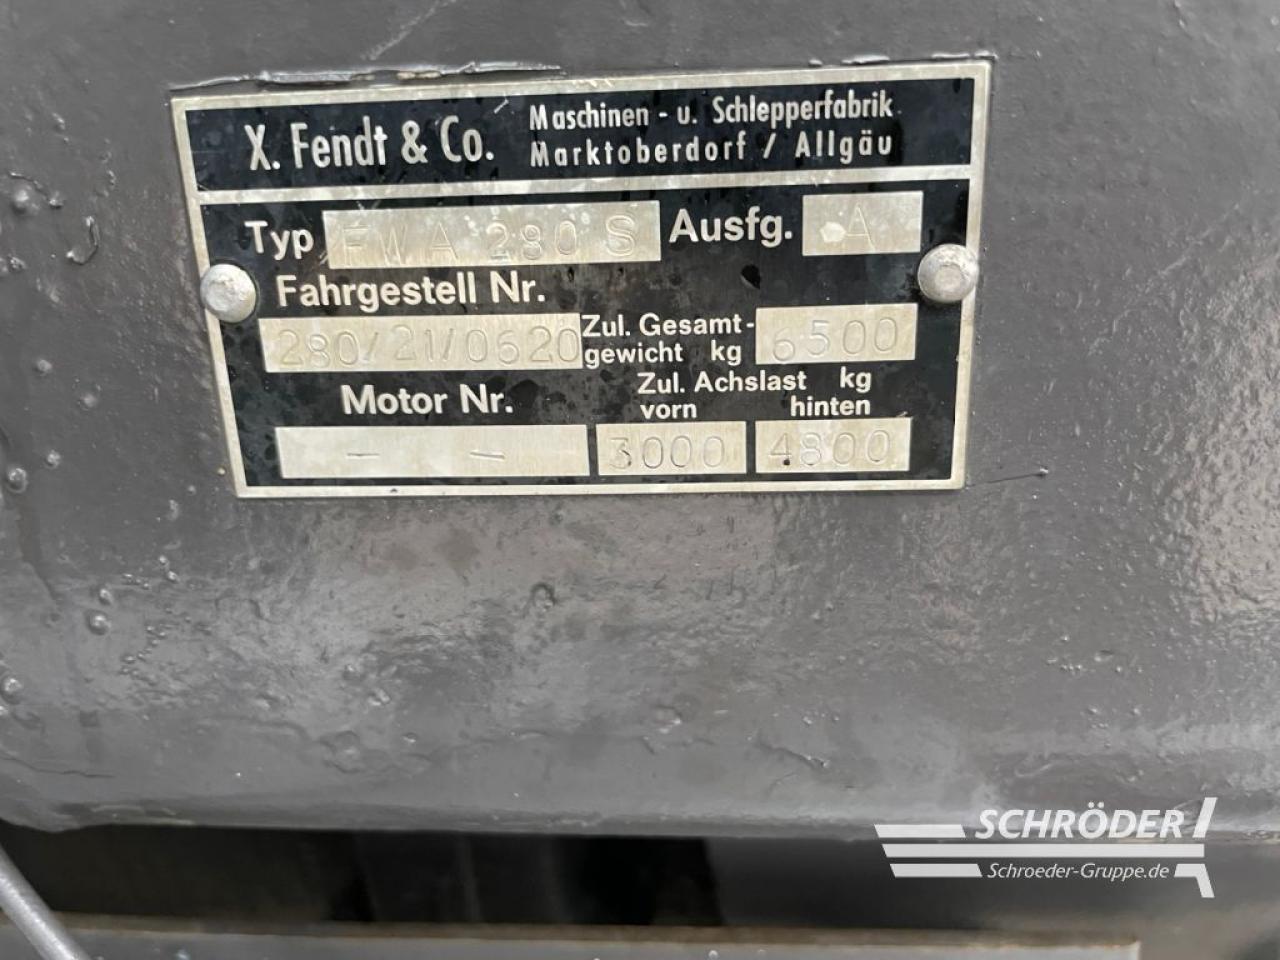 X. Fendt & Co. Maschinen - u. Schlepperfabrik
Marktoberdorf / Allgäu
Typ FWA 280 S Ausfg. A
Fahrgestell Nr.
280/21/0620 Zul. Gesamt-
gewicht kg 6500
Motor Nr. Zul. Achslast kg
vorn hinten
- - 3000 4800
SCHRÖDER
Schroeder-Gruppe.de